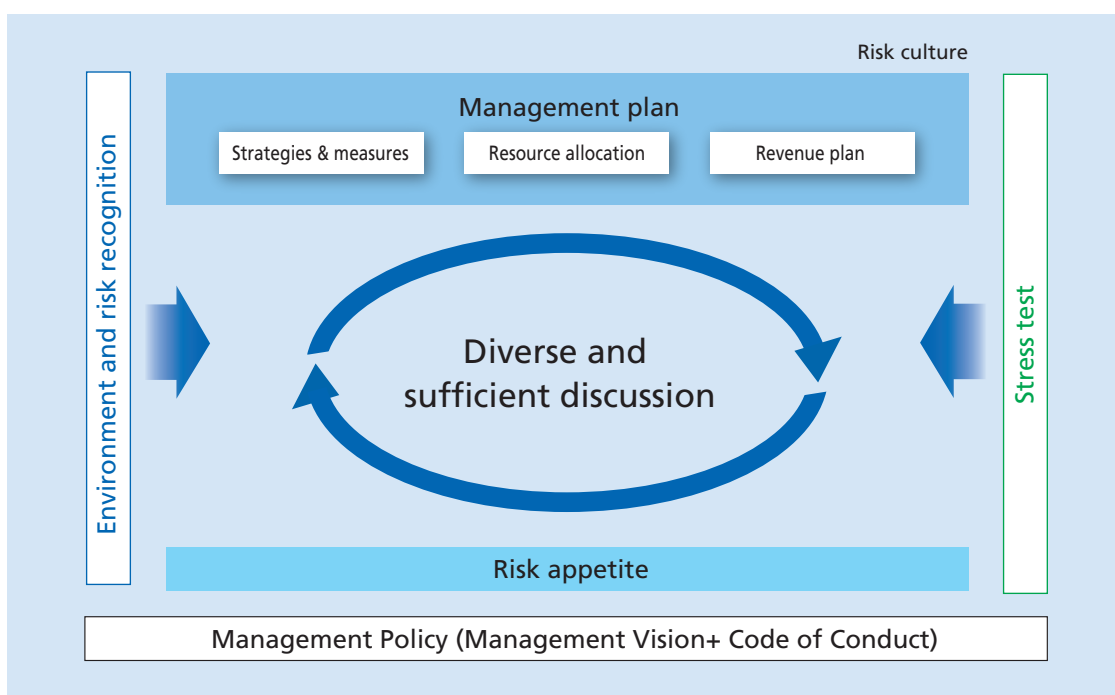 Risk culture
Management plan
Strategies & measures
Resource allocation
Revenue plan
Environment and risk recognition
Diverse and
sufficient discussion
Stress test
Risk appetite
Management Policy (Management Vision+ Code of Conduct)